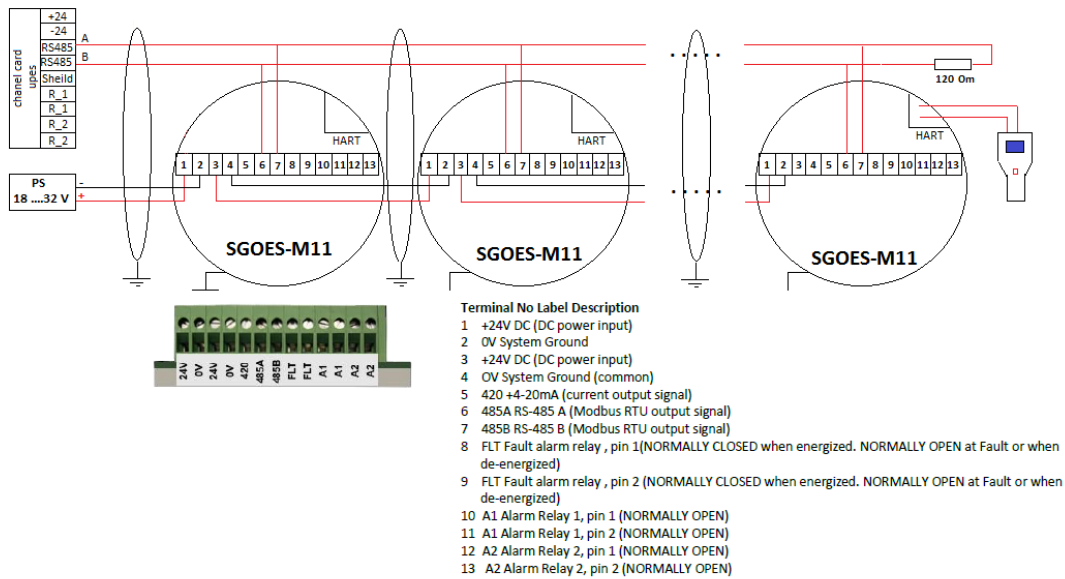 chanel card
upes
+24
-24
RS485
RS485
Sheild
R_1
R_1
R_2
R_2
A
B
PS
18 ....32 V
-
+
HART
1 2 3 4 5 6 7 8 9 10 11 12 13
SGOES-M11
HART
1 2 3 4 5 6 7 8 9 10 11 12 13
SGOES-M11
. . . . .
. . . . .
120 Om
HART
1 2 3 4 5 6 7 8 9 10 11 12 13
SGOES-M11
24V 0V 24V 0V 420 485A 485B FLT FLT A1 A1 A2 A2
Terminal No Label Description
1 +24V DC (DC power input)
2 0V System Ground
3 +24V DC (DC power input)
4 OV System Ground (common)
5 420 +4-20mA (current output signal)
6 485A RS-485 A (Modbus RTU output signal)
7 485B RS-485 B (Modbus RTU output signal)
8 FLT Fault alarm relay , pin 1(NORMALLY CLOSED when energized. NORMALLY OPEN at Fault or when
de-energized)
9 FLT Fault alarm relay , pin 2 (NORMALLY CLOSED when energized. NORMALLY OPEN at Fault or when
de-energized)
10 A1 Alarm Relay 1, pin 1 (NORMALLY OPEN)
11 A1 Alarm Relay 1, pin 2 (NORMALLY OPEN)
12 A2 Alarm Relay 2, pin 1 (NORMALLY OPEN)
13 A2 Alarm Relay 2, pin 2 (NORMALLY OPEN)